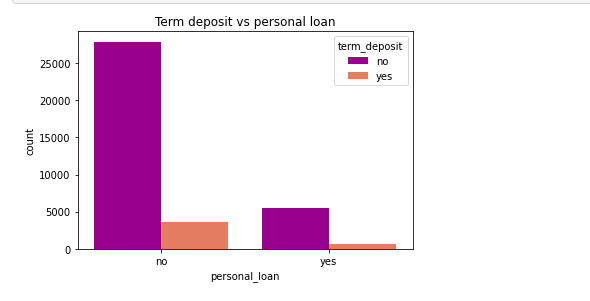 Term deposit vs personal loan
term_deposit
no
yes
25000
20000
15000
10000
5000
0
count
no yes
personal_loan